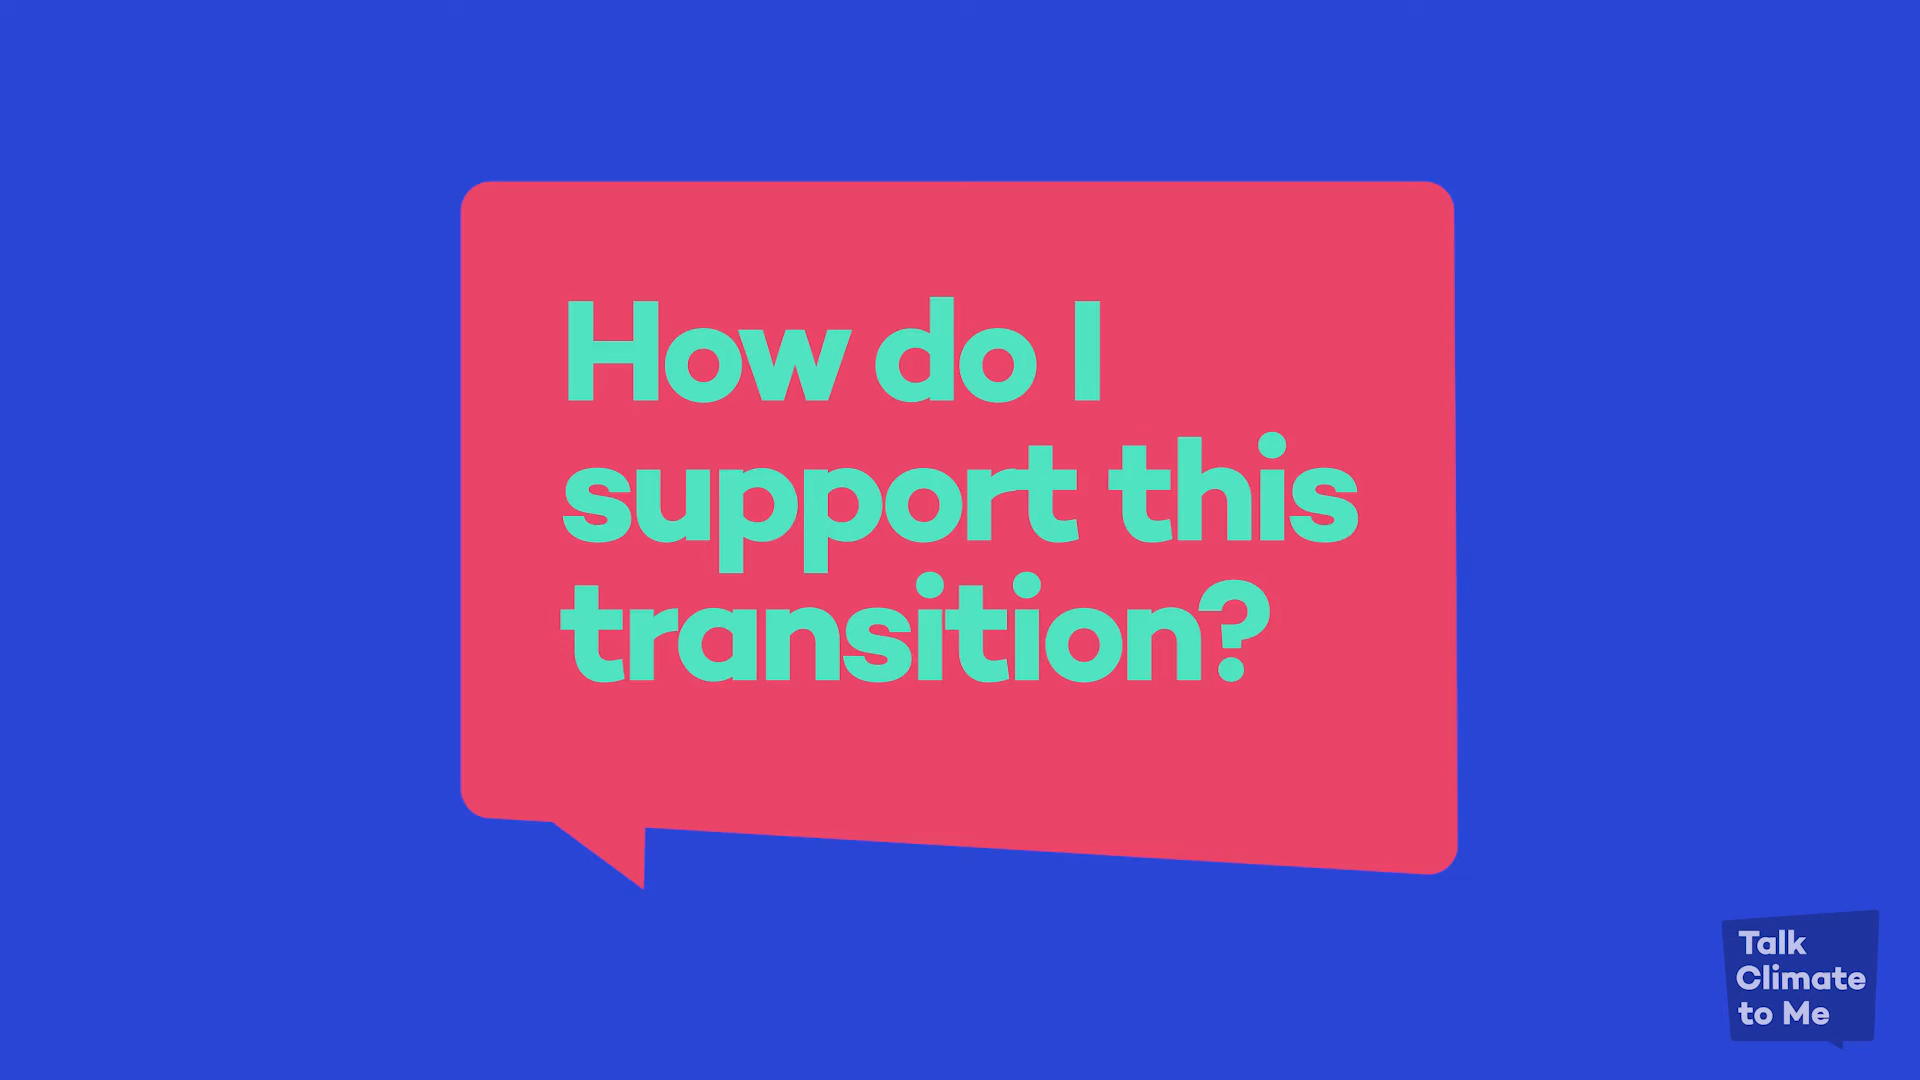 How do I
support this
transition?
Talk
Climate
to Me